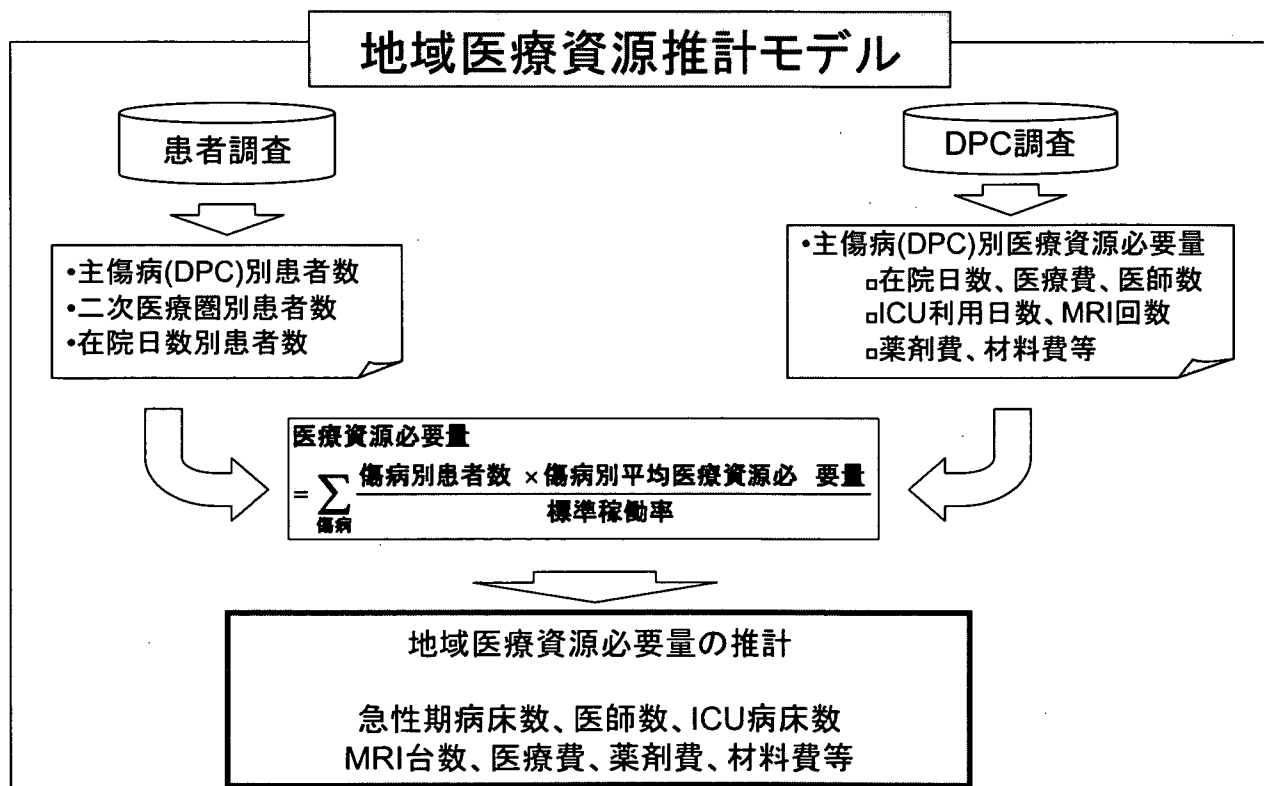 地域医療資源推計モデル
患者調査
DPC調査
•主傷病(DPC)別患者数
•二次医療圏別患者数
•在院日数別患者数
•主傷病(DPC)別医療資源必要量
□在院日数、医療費、医師数
□ICU利用日数、MRI回数
□薬剤費、材料費等
医療資源必要量
= ∑ 傷病別患者数 ×傷病別平均医療資源必 要量
標準稼働率
傷病
地域医療資源必要量の推計
急性期病床数、医師数、ICU病床数
MRI台数、医療費、薬剤費、材料費等